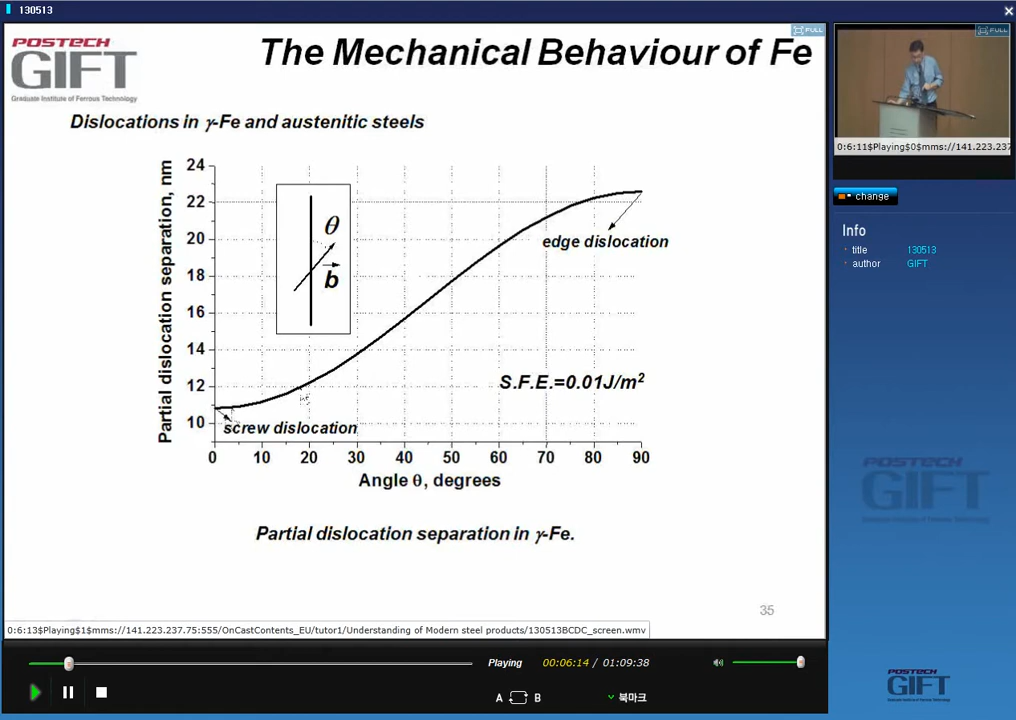 130513
POSTECH
GIFT
Graduate Institute of Ferrous Technology
The Mechanical Behaviour of Fe
FULL
FULL
Dislocations in γ-Fe and austenitic steels
Partial dislocation separation, nm
24
22
20
18
16
14
12
10
θ
b
edge dislocation
S.F.E.=0.01J/m²
screw dislocation
0 10 20 30 40 50 60 70 80 90
Angle θ, degrees
Partial dislocation separation in γ-Fe.
35
0:6:11$Playing$0$mms://141.223.237
change
Info
title 130513
author GIFT
POSTECH
GIFT
Graduate Institute of Ferrous Technology
0:6:13$Playing$1$mms://141.223.237.75:555/OnCastContents_EU/tutor1/Understanding of Modern steel products/130513BCDC_screen.wmv
Playing 00:06:14 / 01:09:38
A B 북마크
POSTECH
GIFT